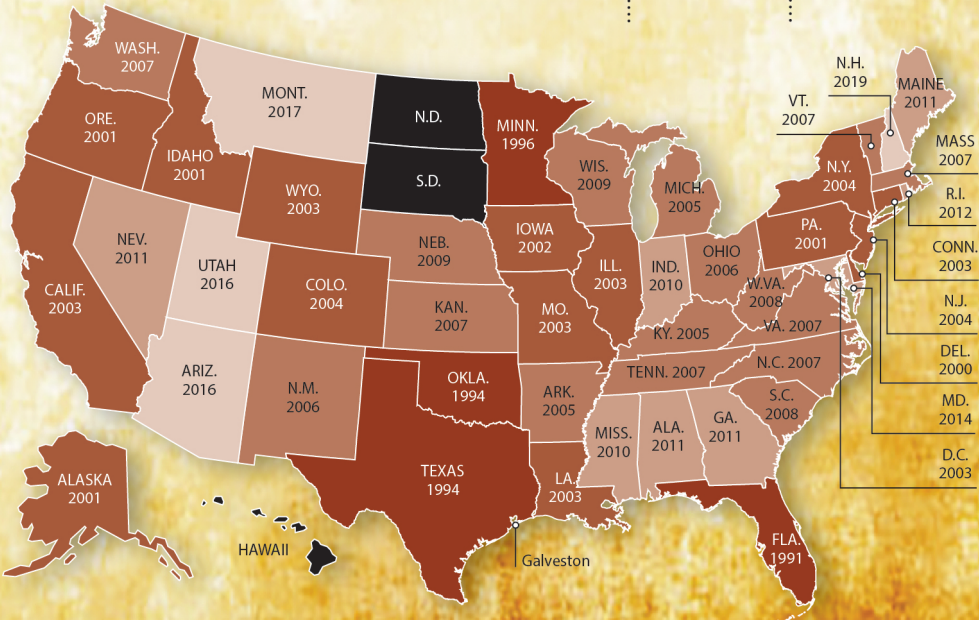 WASH.
2007
MONT.
2017
N.D.
MINN.
1996
N.H.
2019
MAINE
2011
VT.
2007
ORE.
2001
IDAHO
2001
WYO.
2003
S.D.
WIS.
2009
MICH.
2005
N.Y.
2004
MASS
2007
R.I.
2012
NEV.
2011
UTAH
2016
COLO.
2004
NEB.
2009
IOWA
2002
ILL.
2003
IND.
2010
OHIO
2006
PA.
2001
CONN.
2003
CALIF.
2003
KAN.
2007
MO.
2003
KY. 2005
W.VA.
2008
VA. 2007
N.J.
2004
ARIZ.
2016
N.M.
2006
OKLA.
1994
ARK.
2005
TENN. 2007
N.C. 2007
S.C.
2008
DEL.
2000
MD.
2014
D.C.
2003
TEXAS
1994
LA.
2003
MISS.
2010
ALA.
2011
GA.
2011
FLA.
1991
ALASKA
2001
HAWAII
Galveston